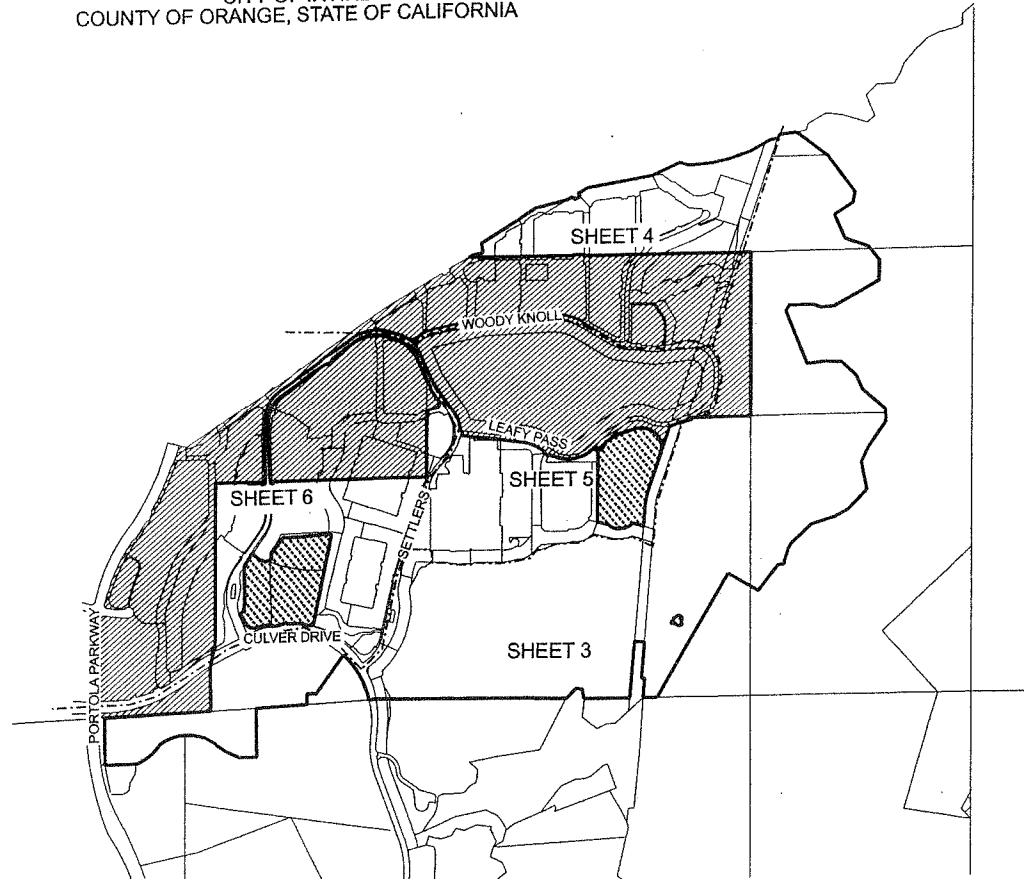 COUNTY OF ORANGE, STATE OF CALIFORNIA
SHEET 4
WOODY KNOLL
LEAFY PASS
SHEET 5
SHEET 6
SETTLERS
CULVER DRIVE
SHEET 3
PORTOLA PARKWAY